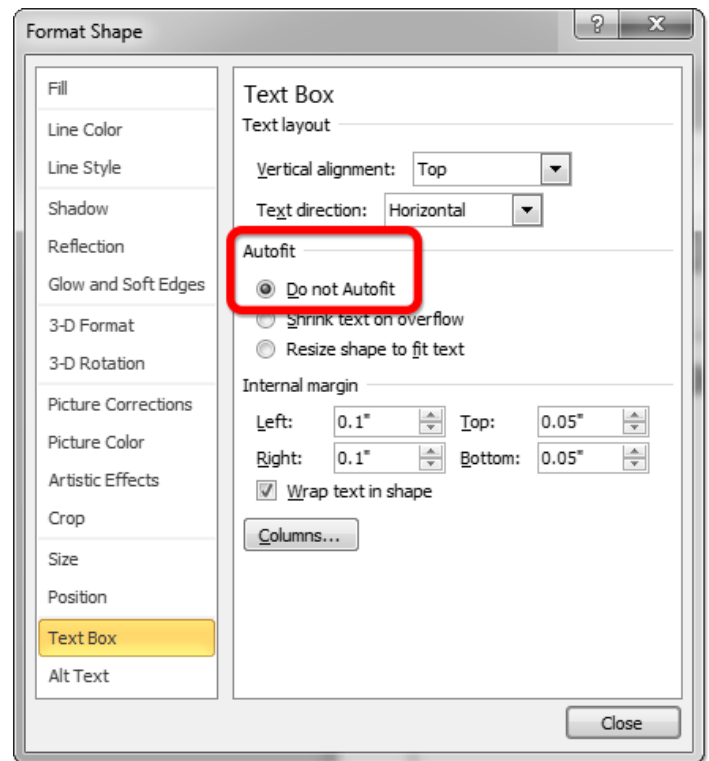 Format Shape
?
X
Fill
Line Color
Line Style
Shadow
Reflection
Glow and Soft Edges
3-D Format
3-D Rotation
Picture Corrections
Picture Color
Artistic Effects
Crop
Size
Position
Text Box
Alt Text
Text Box
Text layout
Vertical alignment: Top
Text direction: Horizontal
Autofit
Do not Autofit
Shrink text on overflow
Resize shape to fit text
Internal margin
Left: 0.1" Top: 0.05"
Right: 0.1" Bottom: 0.05"
Wrap text in shape
Columns...
Close